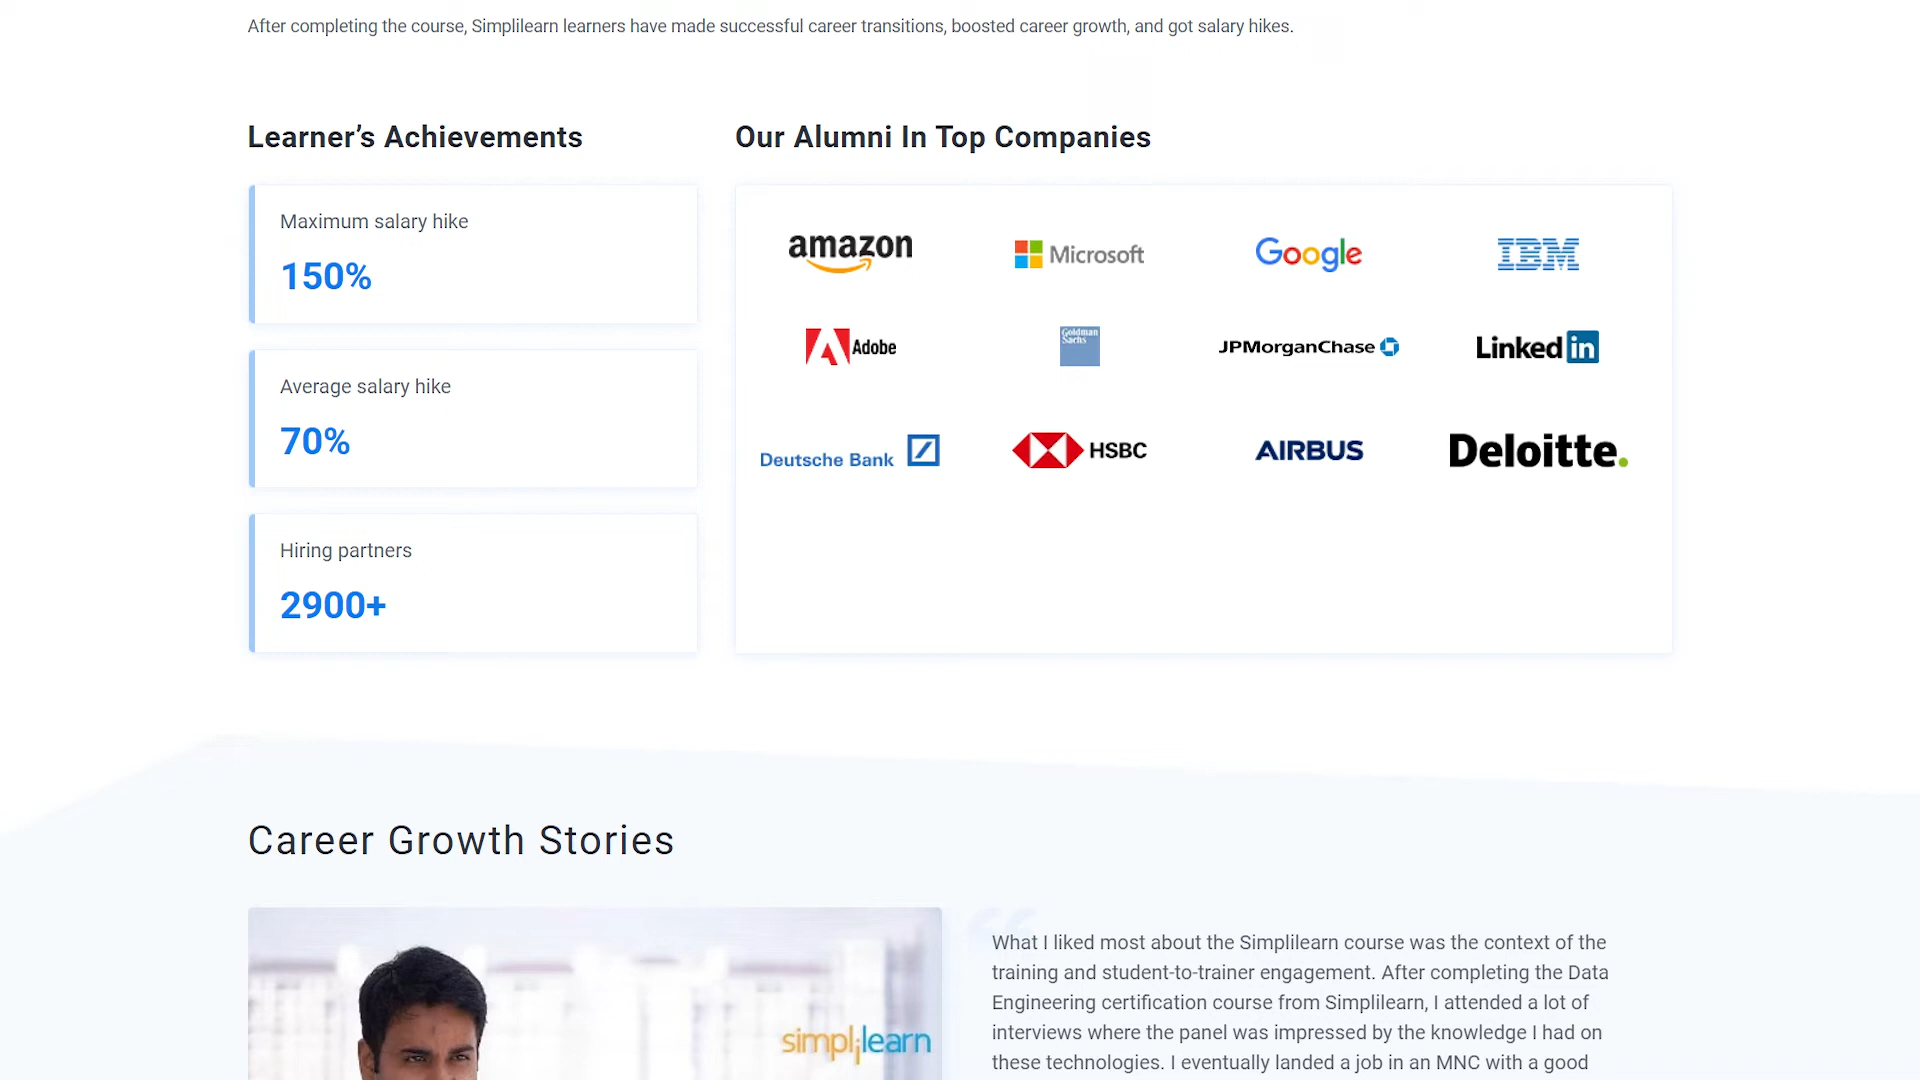 After completing the course, Simplilearn learners have made successful career transitions, boosted career growth, and got salary hikes.
Learner’s Achievements
Our Alumni In Top Companies
Maximum salary hike
150%
Average salary hike
70%
Hiring partners
2900+
amazon
Microsoft
Google
IBM
Adobe
Goldman
Sachs
JPMorganChase
Linked in
Deutsche Bank
HSBC
AIRBUS
Deloitte.
Career Growth Stories
simplilearn
What I liked most about the Simplilearn course was the context of the
training and student-to-trainer engagement. After completing the Data
Engineering certification course from Simplilearn, I attended a lot of
interviews where the panel was impressed by the knowledge I had on
these technologies. I eventually landed a job in an MNC with a good